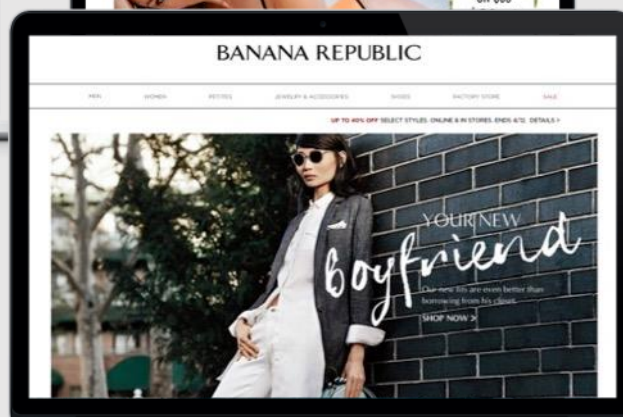 BANANA REPUBLIC
MEN WOMEN PETITES JEWELRY & ACCESSORIES SHOES FACTORY STORE SALE
UP TO 40% OFF SELECT STYLES. ONLINE & IN STORES. ENDS 4/12. DETAILS >
YOUR NEW
boyfriend
Our new fits are even better than
borrowing from his closet.
SHOP NOW >